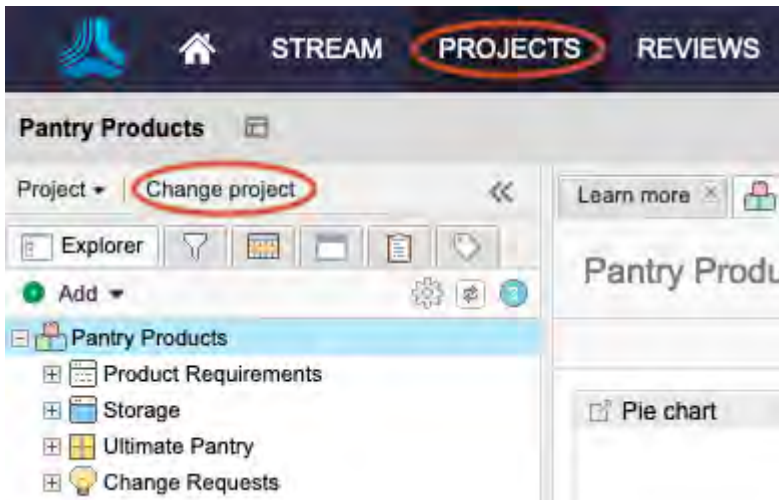 STREAM PROJECTS REVIEWS
Pantry Products
Project Change project
Learn more
Explorer
Pantry Produ
Add
Pantry Products
Product Requirements
Storage
Pie chart
Ultimate Pantry
Change Requests